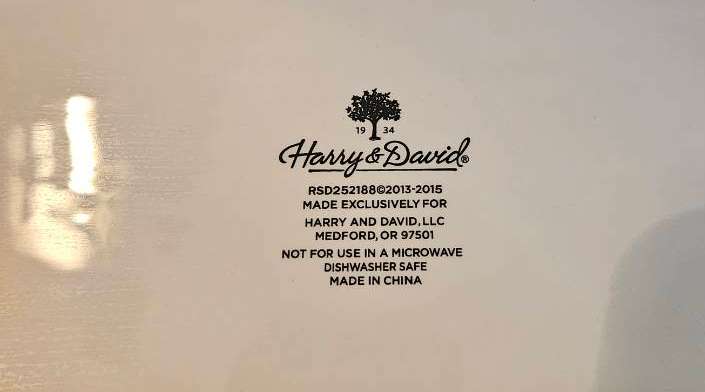 19 34
Harry & David®
RSD252188©2013-2015
MADE EXCLUSIVELY FOR
HARRY AND DAVID, LLC
MEDFORD, OR 97501
NOT FOR USE IN A MICROWAVE
DISHWASHER SAFE
MADE IN CHINA